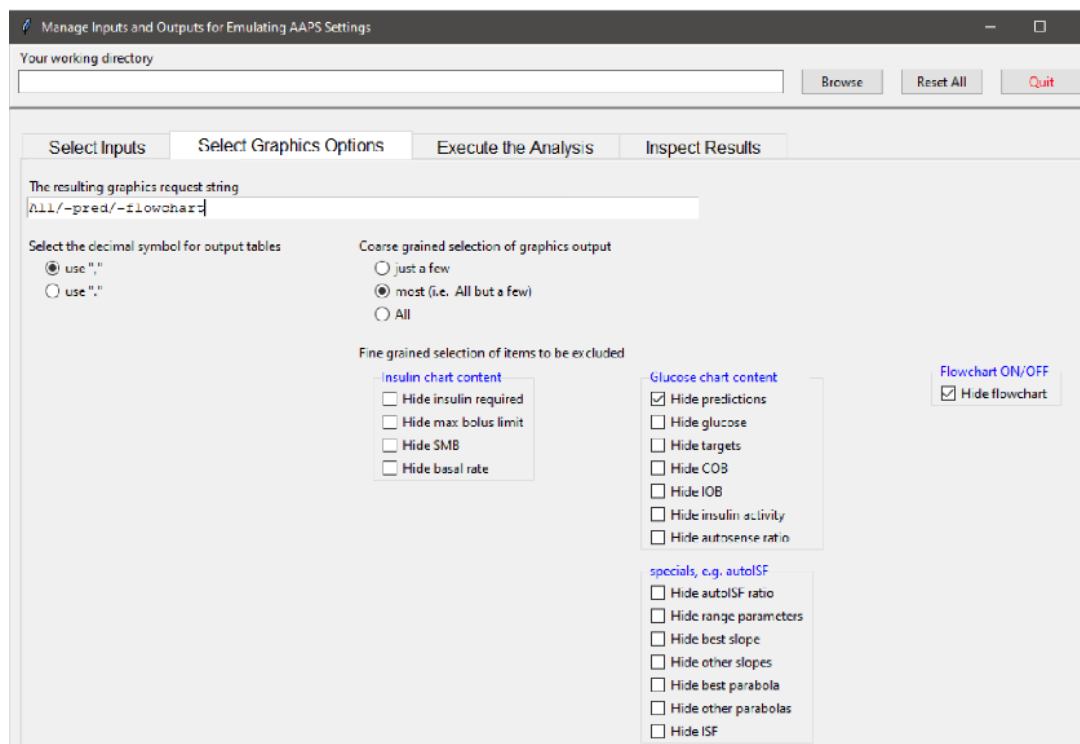 Manage Inputs and Outputs for Emulating AAPS Settings
Your working directory
Browse
Reset All
Quit
Select Inputs
Select Graphics Options
Execute the Analysis
Inspect Results
The resulting graphics request string
All/-pred/-flowchart
Select the decimal symbol for output tables
use ","
use "."
Coarse grained selection of graphics output
just a few
most (i.e. All but a few)
All
Fine grained selection of items to be excluded
Insulin chart content
Hide insulin required
Hide max bolus limit
Hide SMB
Hide basal rate
Glucose chart content
Hide predictions
Hide glucose
Hide targets
Hide COB
Hide IOB
Hide insulin activity
Hide autosense ratio
Flowchart ON/OFF
Hide flowchart
specials, e.g. autoISF
Hide autoISF ratio
Hide range parameters
Hide best slope
Hide other slopes
Hide best parabola
Hide other parabolas
Hide ISF